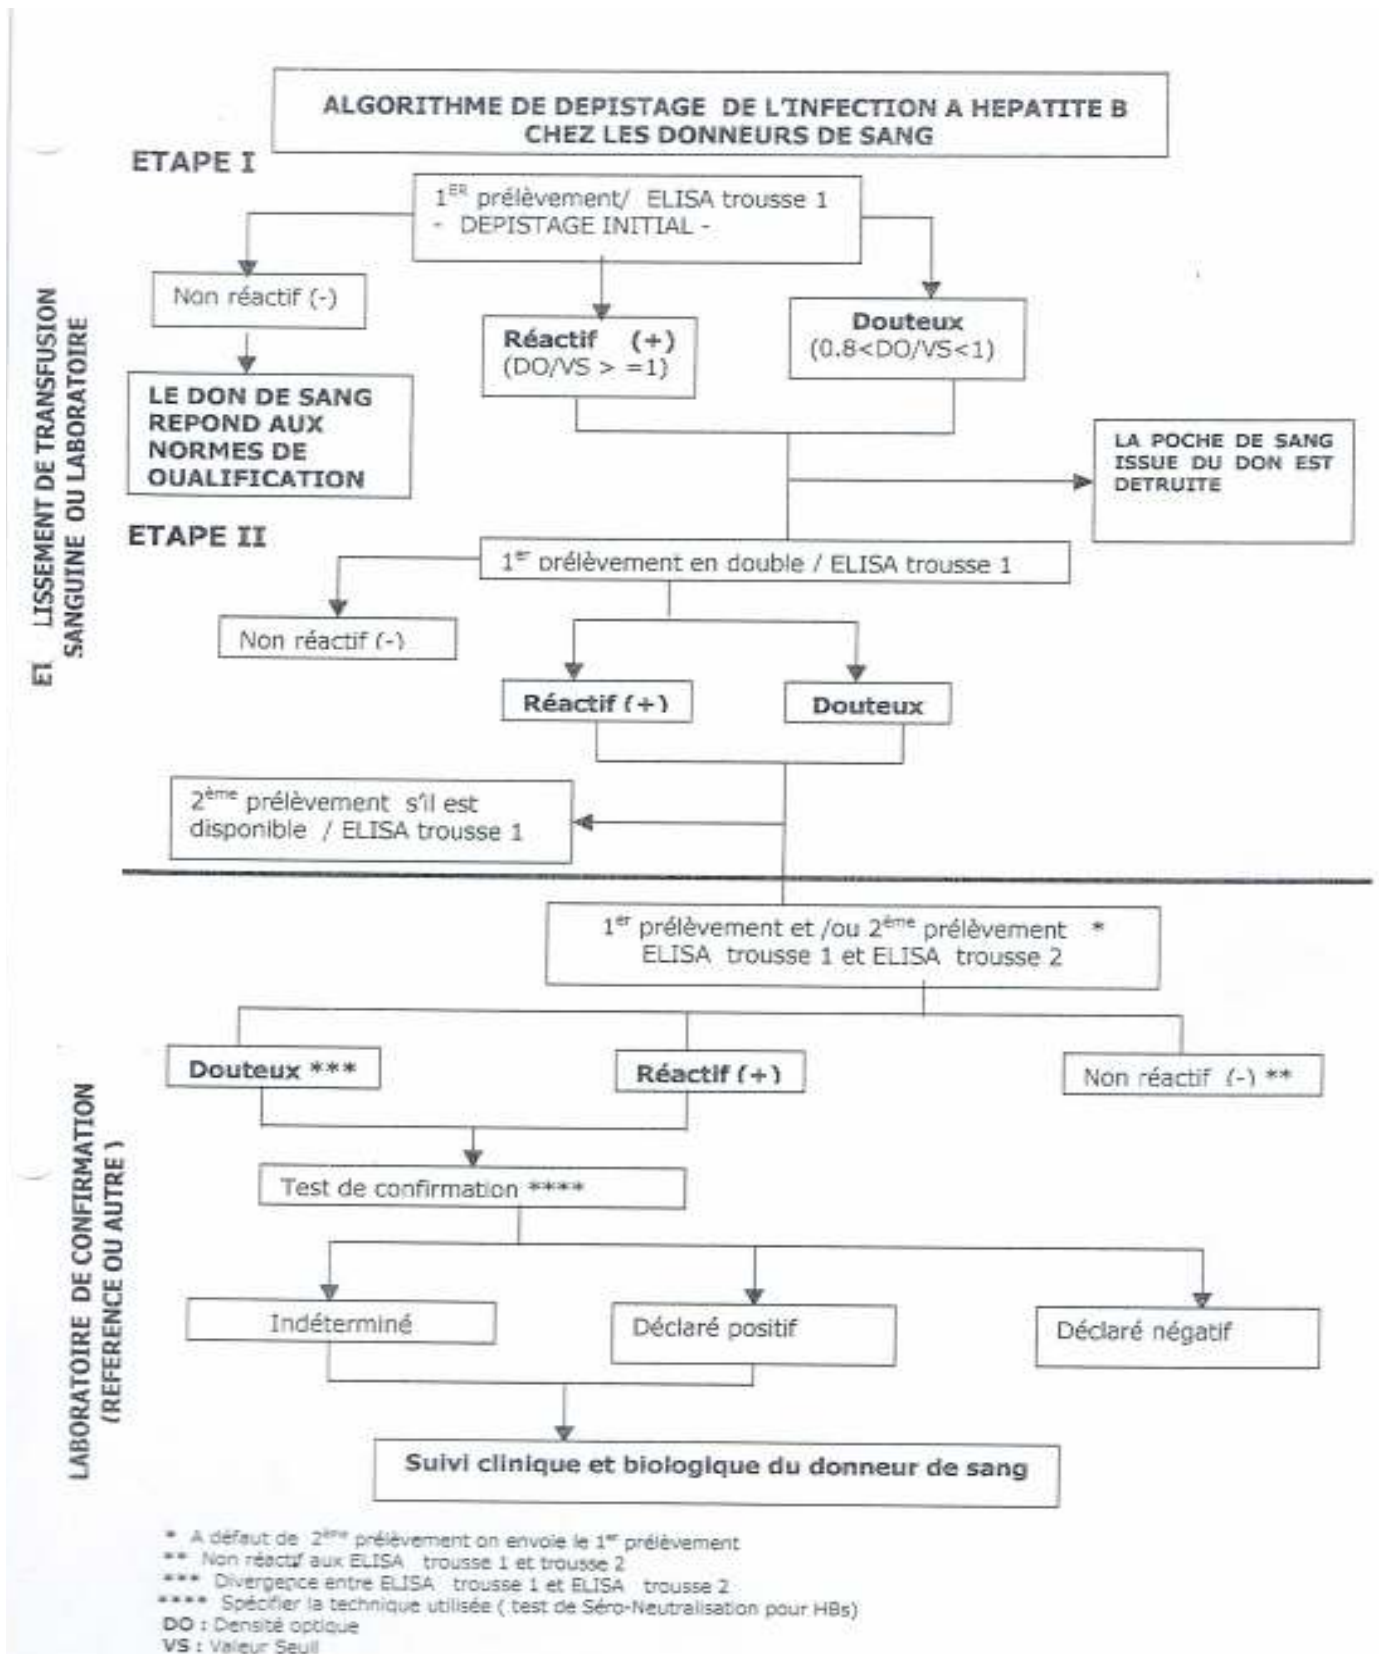 ALGORITHME DE DEPISTAGE DE L'INFECTION A HEPATITE B
CHEZ LES DONNEURS DE SANG
ETAPE I
1ER prélèvement/ ELISA trousse 1
- DEPISTAGE INITIAL -
Non réactif (-)
Réactif (+)
(DO/VS > =1)
Douteux
(0.8<DO/VS<1)
LE DON DE SANG
REPOND AUX
NORMES DE
QUALIFICATION
LA POCHE DE SANG
ISSUE DU DON EST
DETRUITE
ET LISSEMENT DE TRANSFUSION
SANGUINE OU LABORATOIRE
ETAPE II
1er prélèvement en double / ELISA trousse 1
Non réactif (-)
Réactif (+)
Douteux
2ème prélèvement s'il est
disponible / ELISA trousse 1
1er prélèvement et /ou 2ème prélèvement *
ELISA trousse 1 et ELISA trousse 2
Douteux ***
Réactif (+)
Non réactif (-) **
LABORATOIRE DE CONFIRMATION
(REFERENCE OU AUTRE )
Test de confirmation ****
Indéterminé
Déclaré positif
Déclaré négatif
Suivi clinique et biologique du donneur de sang
* A défaut de 2ème prélèvement on envoie le 1er prélèvement
** Non réactif aux ELISA trousse 1 et trousse 2
*** Divergence entre ELISA trousse 1 et ELISA trousse 2
**** Spécifier la technique utilisée ( test de Séro-Neutralisation pour HBs)
DO : Densité optique
VS : Valeur Seuil